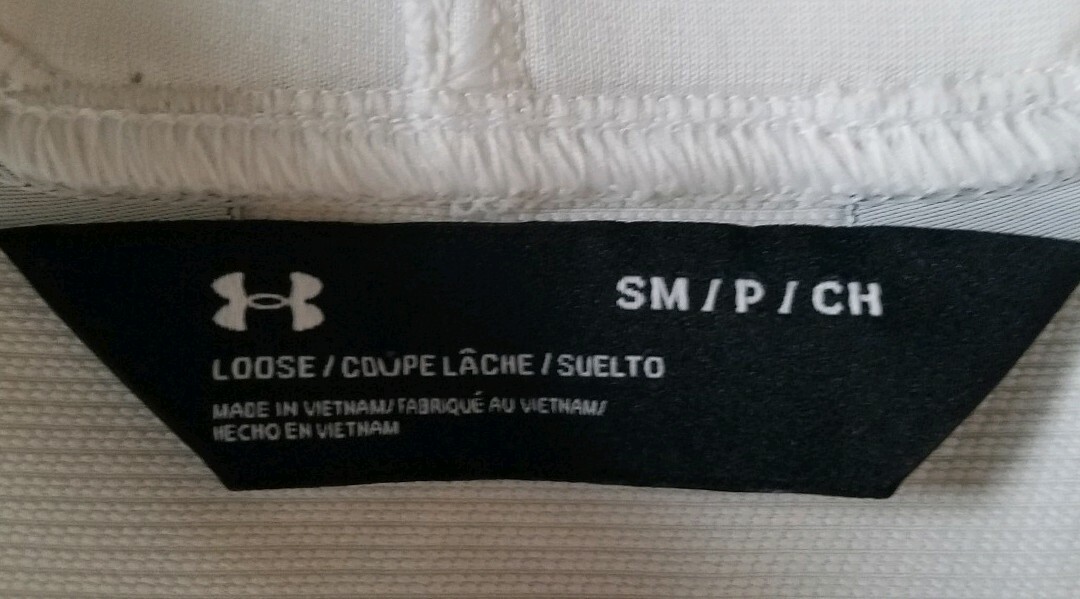 SM / P / CH
LOOSE / COUPE LÂCHE / SUELTO
MADE IN VIETNAM/ FABRIQUÉ AU VIETNAM/
HECHO EN VIETNAM